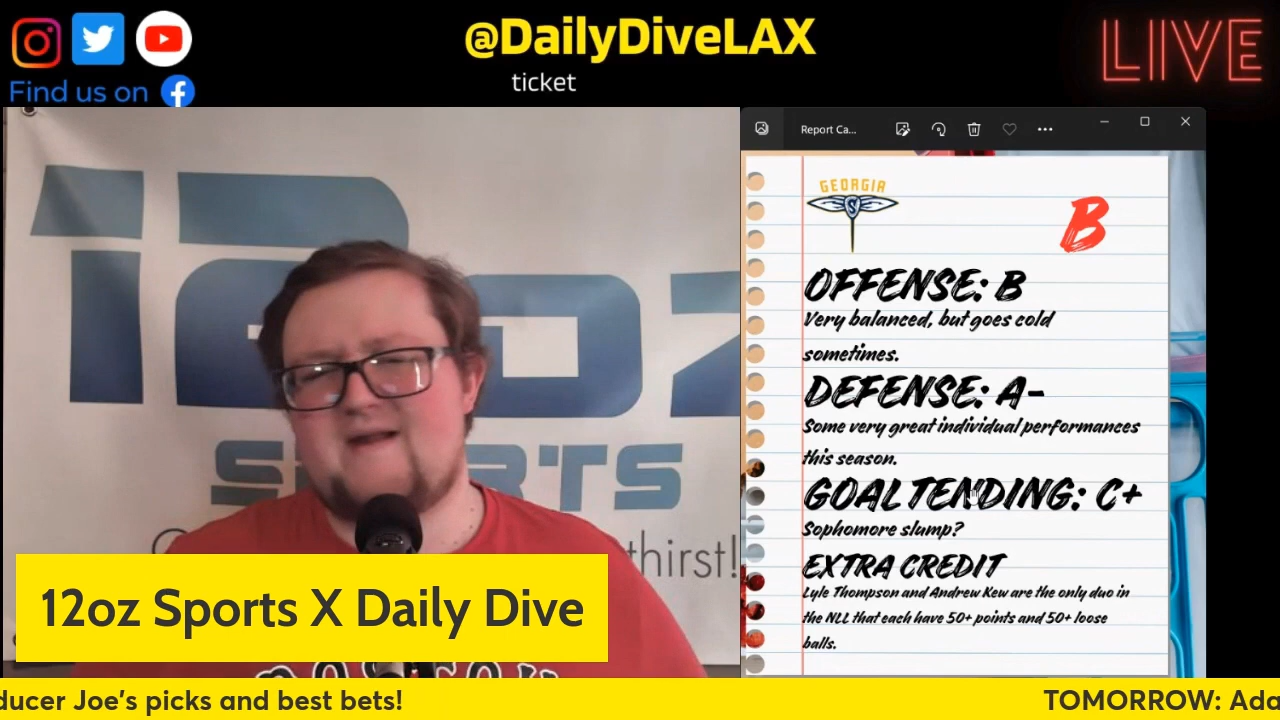 @DailyDiveLAX
ticket
LIVE
Find us on
Report Ca...
GEORGIA
S
B
OFFENSE: B
Very balanced, but goes cold
sometimes.
DEFENSE: A-
Some very great individual performances
this season.
GOALTENDING: C+
Sophomore slump?
EXTRA CREDIT
Lyle Thompson and Andrew Kew are the only duo in
the NLL that each have 50+ points and 50+ loose
balls.
12oz
SPORTS
thirst!
12oz Sports X Daily Dive
ducer Joe's picks and best bets!
TOMORROW: Ada